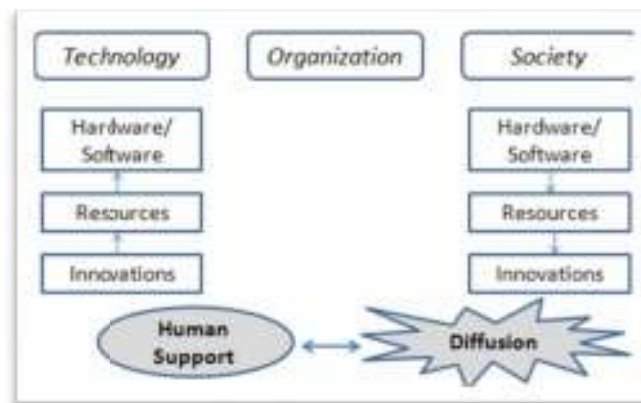 Technology
Organization
Society
Hardware/
Software
Hardware/
Software
Resources
Resources
Innovations
Innovations
Human
Support
Diffusion